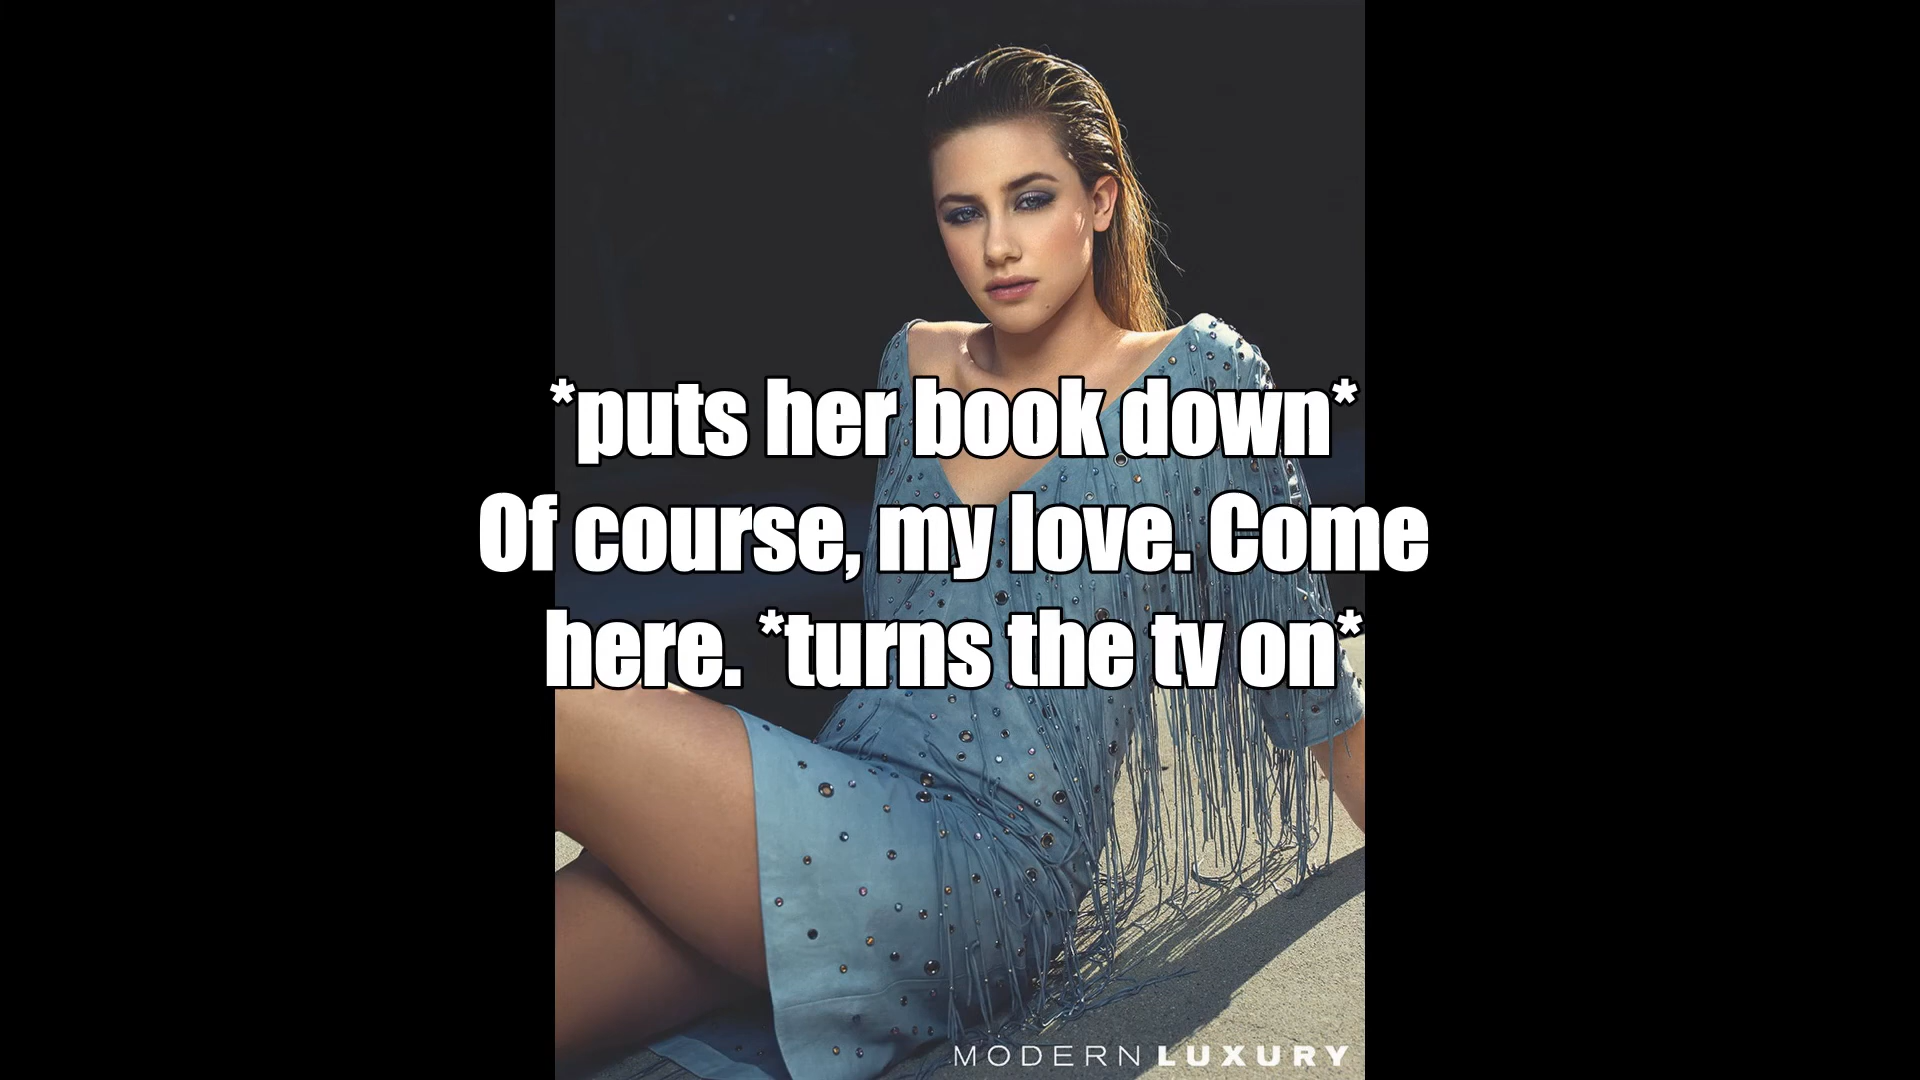 *puts her book down*
Of course, my love. Come
here. *turns the tv on*
MODERN LUXURY